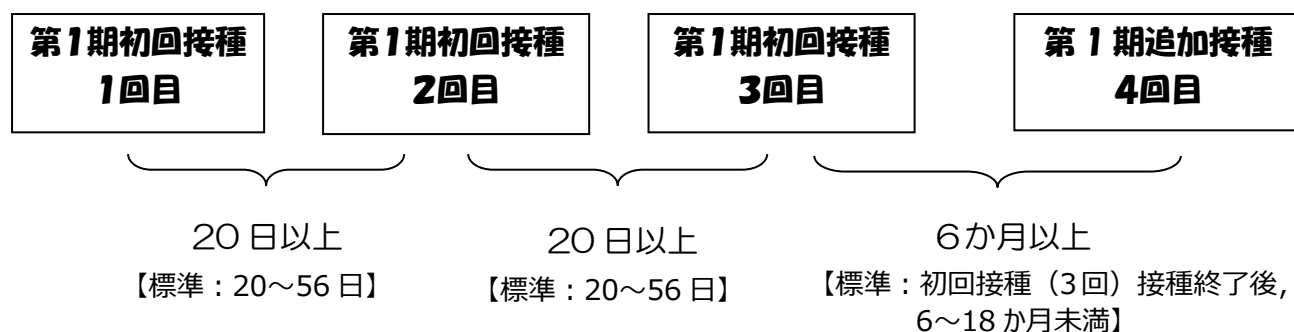 第1期初回接種
1回目
第1期初回接種
2回目
第1期初回接種
3回目
第1期追加接種
4回目
20日以上
【標準：20～56日】
20日以上
【標準：20～56日】
6か月以上
【標準：初回接種（3回）接種終了後，
6～18か月未満】